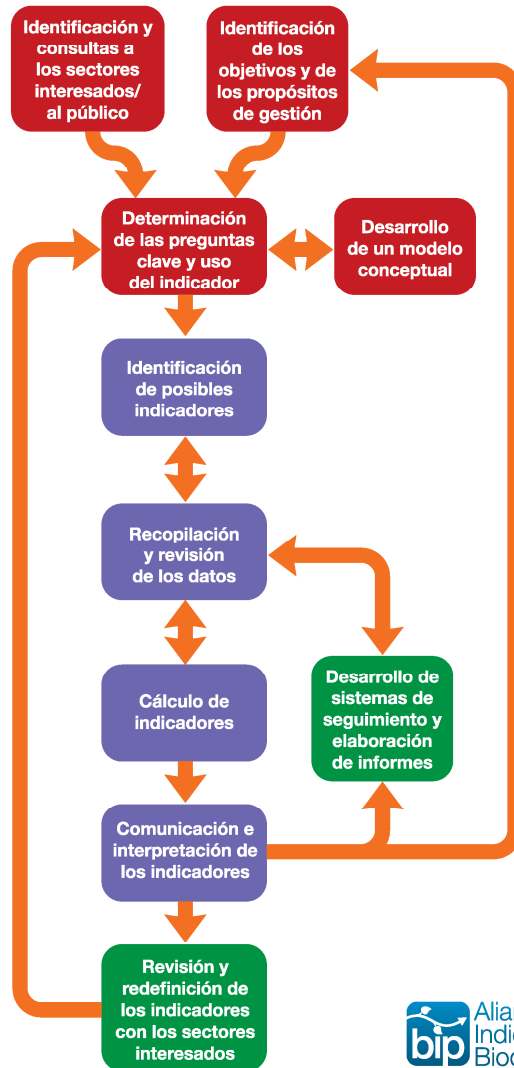 Identificación y
consultas a
los sectores
interesados/
al público
Identificación
de los
objetivos y de
los propósitos
de gestión
Determinación
de las preguntas
clave y uso
del indicador
Desarrollo
de un modelo
conceptual
Identificación
de posibles
indicadores
Recopilación
y revisión
de los datos
Cálculo de
indicadores
Desarrollo de
sistemas de
seguimiento y
elaboración
de informes
Comunicación e
interpretación de
los indicadores
Revisión y
redefinición de
los indicadores
con los sectores
interesados
bip